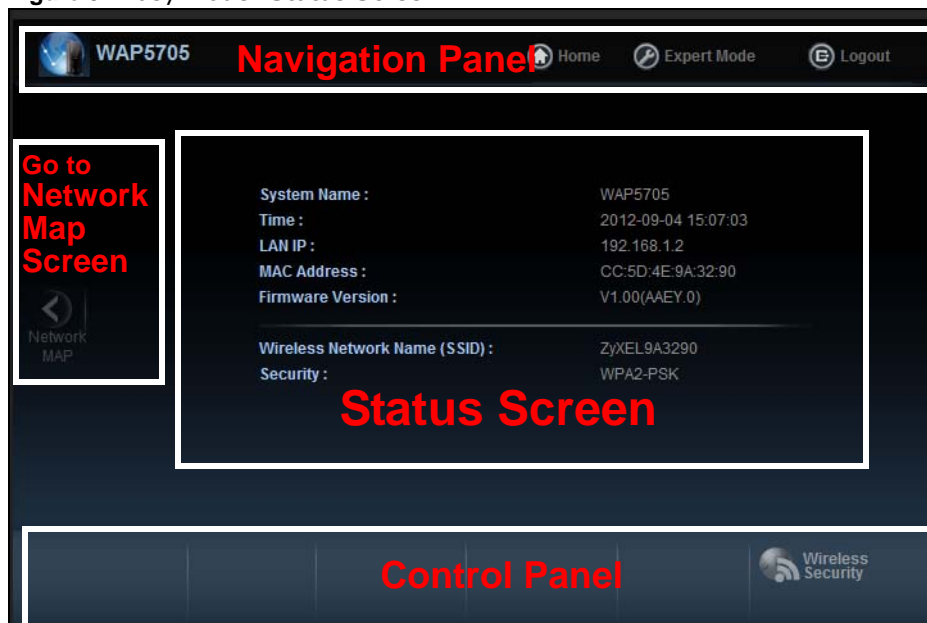 WAP5705
Navigation Panel
Home
Expert Mode
Logout
Go to
Network
Map
Screen
Network
MAP
System Name : WAP5705
Time : 2012-09-04 15:07:03
LAN IP : 192.168.1.2
MAC Address : CC:5D:4E:9A:32:90
Firmware Version : V1.00(AAEY.0)
Wireless Network Name (SSID) : ZyXEL9A3290
Security : WPA2-PSK
Status Screen
Control Panel
Wireless
Security